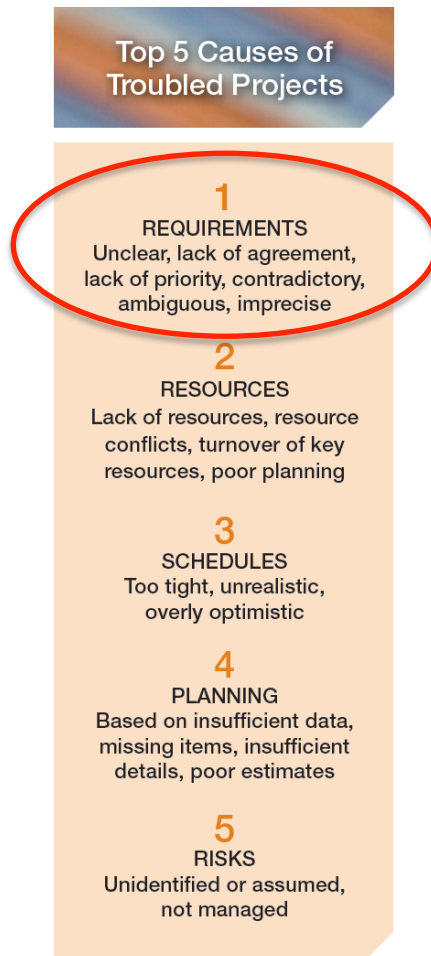 Top 5 Causes of
Troubled Projects
1
REQUIREMENTS
Unclear, lack of agreement,
lack of priority, contradictory,
ambiguous, imprecise
2
RESOURCES
Lack of resources, resource
conflicts, turnover of key
resources, poor planning
3
SCHEDULES
Too tight, unrealistic,
overly optimistic
4
PLANNING
Based on insufficient data,
missing items, insufficient
details, poor estimates
5
RISKS
Unidentified or assumed,
not managed